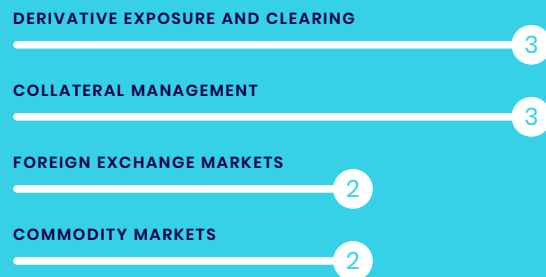 DERIVATIVE EXPOSURE AND CLEARING
3
COLLATERAL MANAGEMENT
3
FOREIGN EXCHANGE MARKETS
2
COMMODITY MARKETS
2